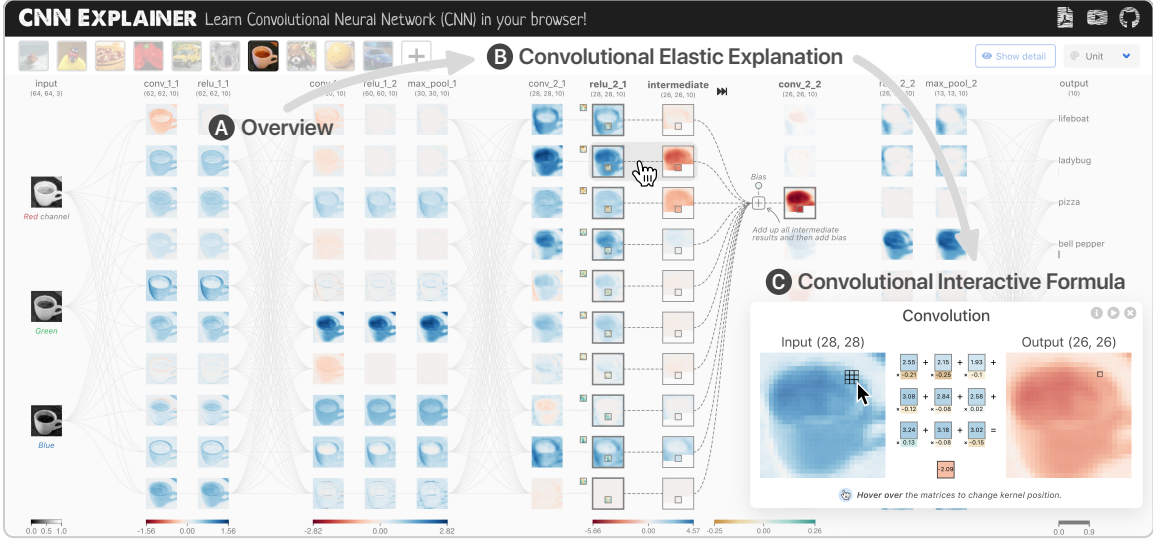 CNN EXPLAINER Learn Convolutional Neural Network (CNN) in your browser!
B Convolutional Elastic Explanation
Show detail
Unit
input
(64, 64, 3)
conv_1_1
(62, 62, 10)
relu_1_1
(62, 62, 10)
relu_1_2
(60, 60, 10)
max_pool_1
(30, 30, 10)
conv_2_1
(28, 28, 10)
relu_2_1
(28, 28, 10)
intermediate
(26, 26, 10)
conv_2_2
(26, 26, 10)
max_pool_2
(13, 13, 10)
output
(10)
A Overview
lifeboat
ladybug
pizza
bell pepper
Red channel
Green
Blue
Bias
Add up all intermediate
results and then add bias
C Convolutional Interactive Formula
Convolution
Input (28, 28)
Output (26, 26)
2.55 + 2.15 + 1.93 +
× -0.21 × -0.25 × -0.1
3.08 + 2.84 + 2.58 +
× -0.12 × -0.08 × 0.02
3.24 + 3.18 + 3.02 =
× 0.13 × -0.08 × -0.15
-2.09
Hover over the matrices to change kernel position.
0.0 0.5 1.0
-1.56 0.00 1.56
-2.82 0.00 2.82
-5.66 0.00 4.57
-0.25 0.00 0.26
0.0 0.9